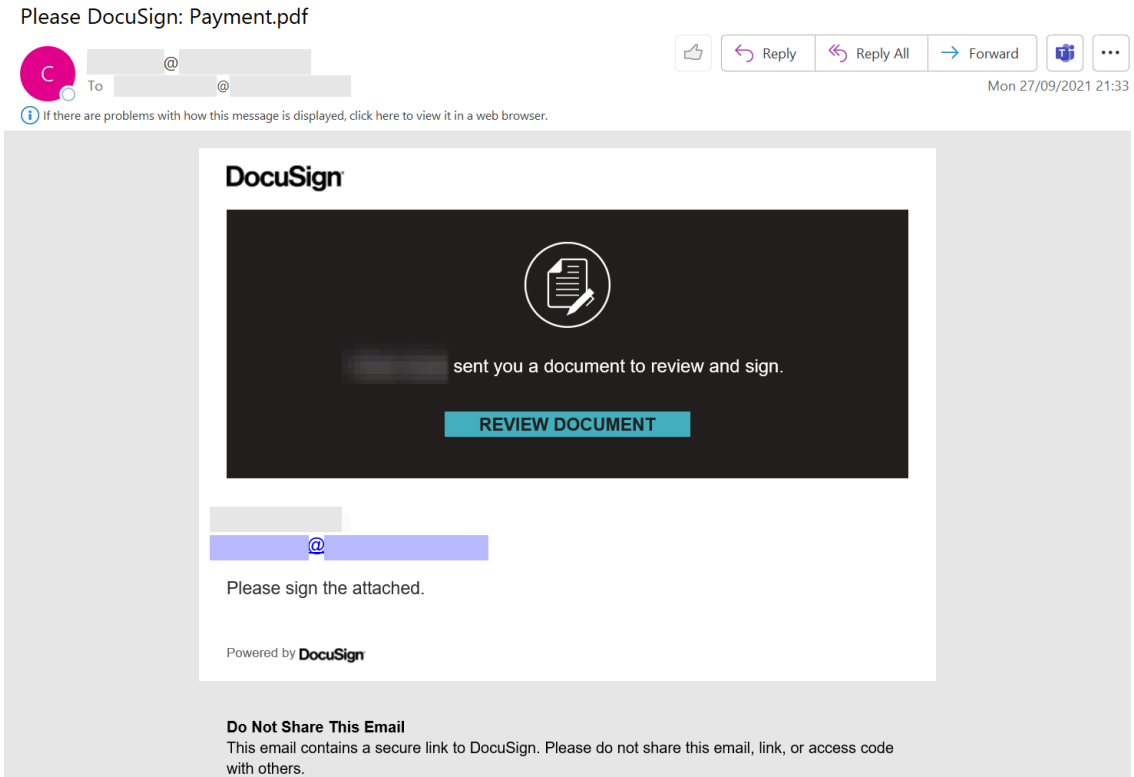 Please DocuSign: Payment.pdf
C
@
To @
Reply
Reply All
Forward
Mon 27/09/2021 21:33
If there are problems with how this message is displayed, click here to view it in a web browser.
DocuSign
sent you a document to review and sign.
REVIEW DOCUMENT
@
Please sign the attached.
Powered by DocuSign
Do Not Share This Email
This email contains a secure link to DocuSign. Please do not share this email, link, or access code
with others.